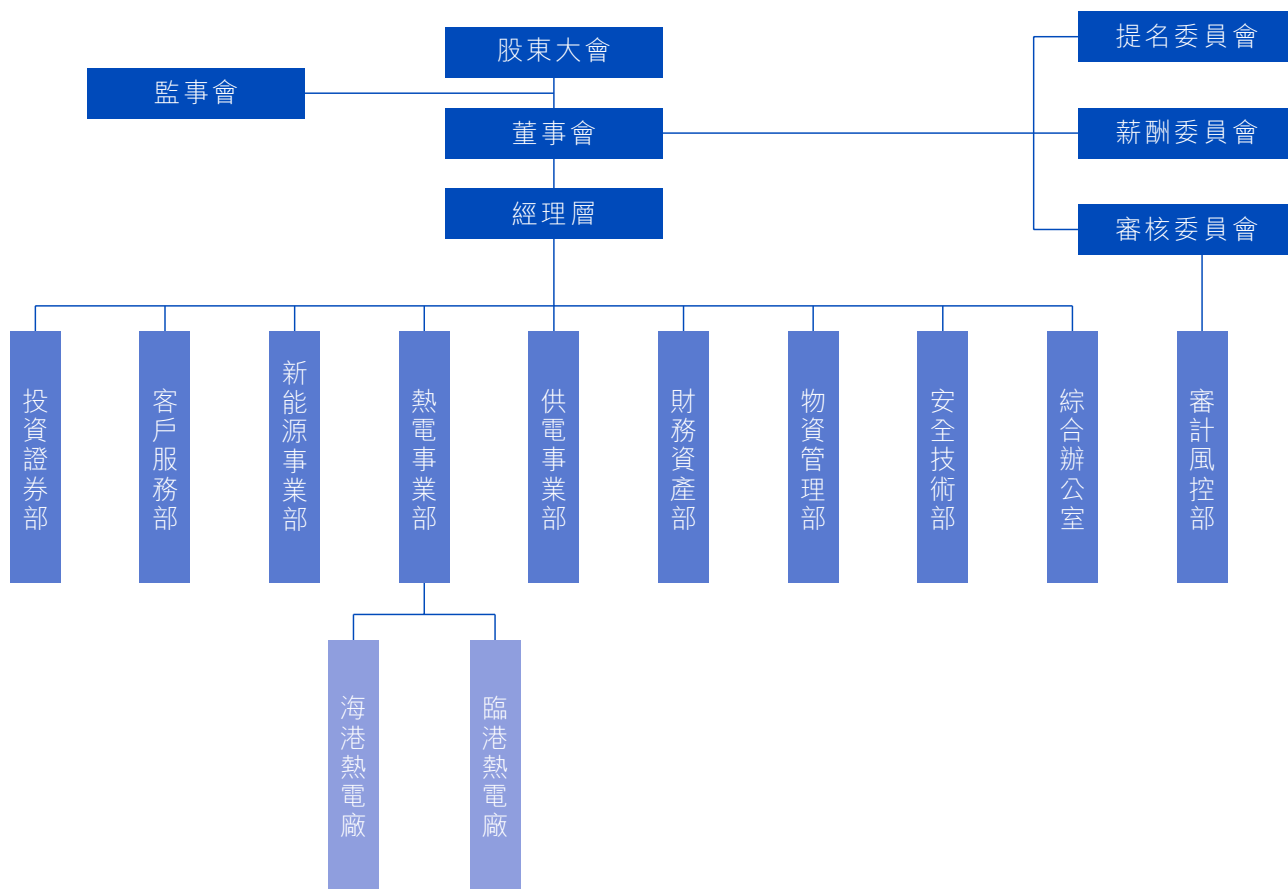 股東大會
提名委員會
監事會
董事會
薪酬委員會
經理層
審核委員會
投資證券部
客戶服務部
新能源事業部
熱電事業部
供電事業部
財務資產部
物資管理部
安全技術部
綜合辦公室
審計風控部
海港熱電廠
臨港熱電廠